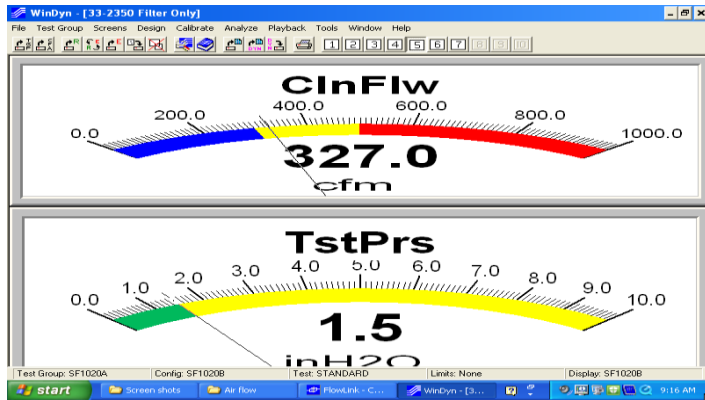 WinDyn - [33-2350 Filter Only]
File Test Group Screens Design Calibrate Analyze Playback Tools Window Help
1 2 3 4 5 6 7 8 9 10
ClnFlw
0.0 200.0 400.0 600.0 800.0 1000.0
327.0
cfm
TstPrs
0.0 1.0 2.0 3.0 4.0 5.0 6.0 7.0 8.0 9.0 10.0
1.5
inH2O
Test Group: SF1020A Config: SF1020B Test: STANDARD Limits: None Display: SF1020B
start Screen shots Air flow FlowLink - C... WinDyn - [3... 9:16 AM